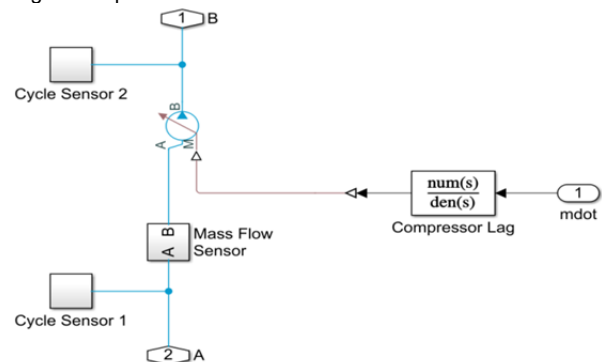 1 B
Cycle Sensor 2
B
A
M
num(s)
den(s)
Compressor Lag
1
mdot
B
A
Mass Flow
Sensor
Cycle Sensor 1
2 A